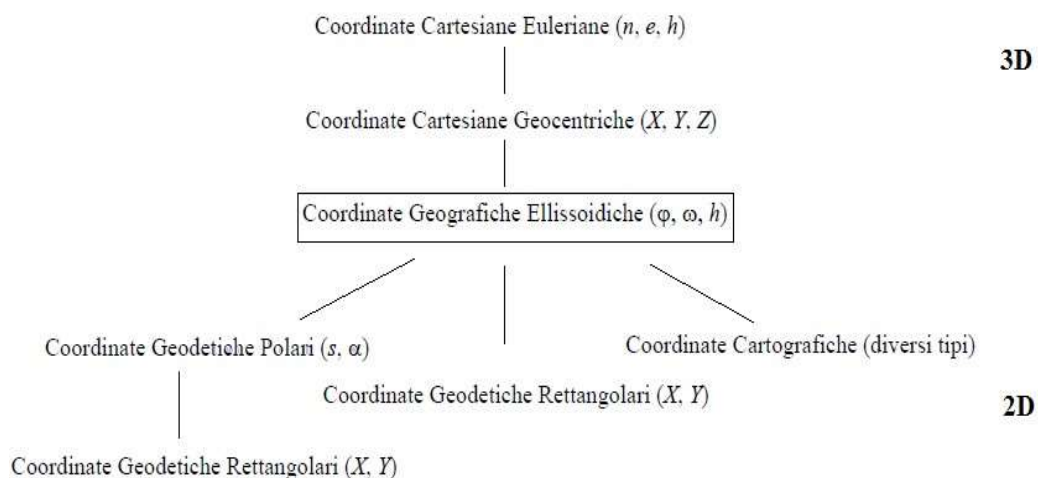 Coordinate Cartesiane Euleriane (n, e, h)
3D
Coordinate Cartesiane Geocentriche (X, Y, Z)
Coordinate Geografiche Ellissoidiche (φ, ω, h)
Coordinate Geodetiche Polari (s, α)
Coordinate Cartografiche (diversi tipi)
Coordinate Geodetiche Rettangolari (X, Y)
2D
Coordinate Geodetiche Rettangolari (X, Y)